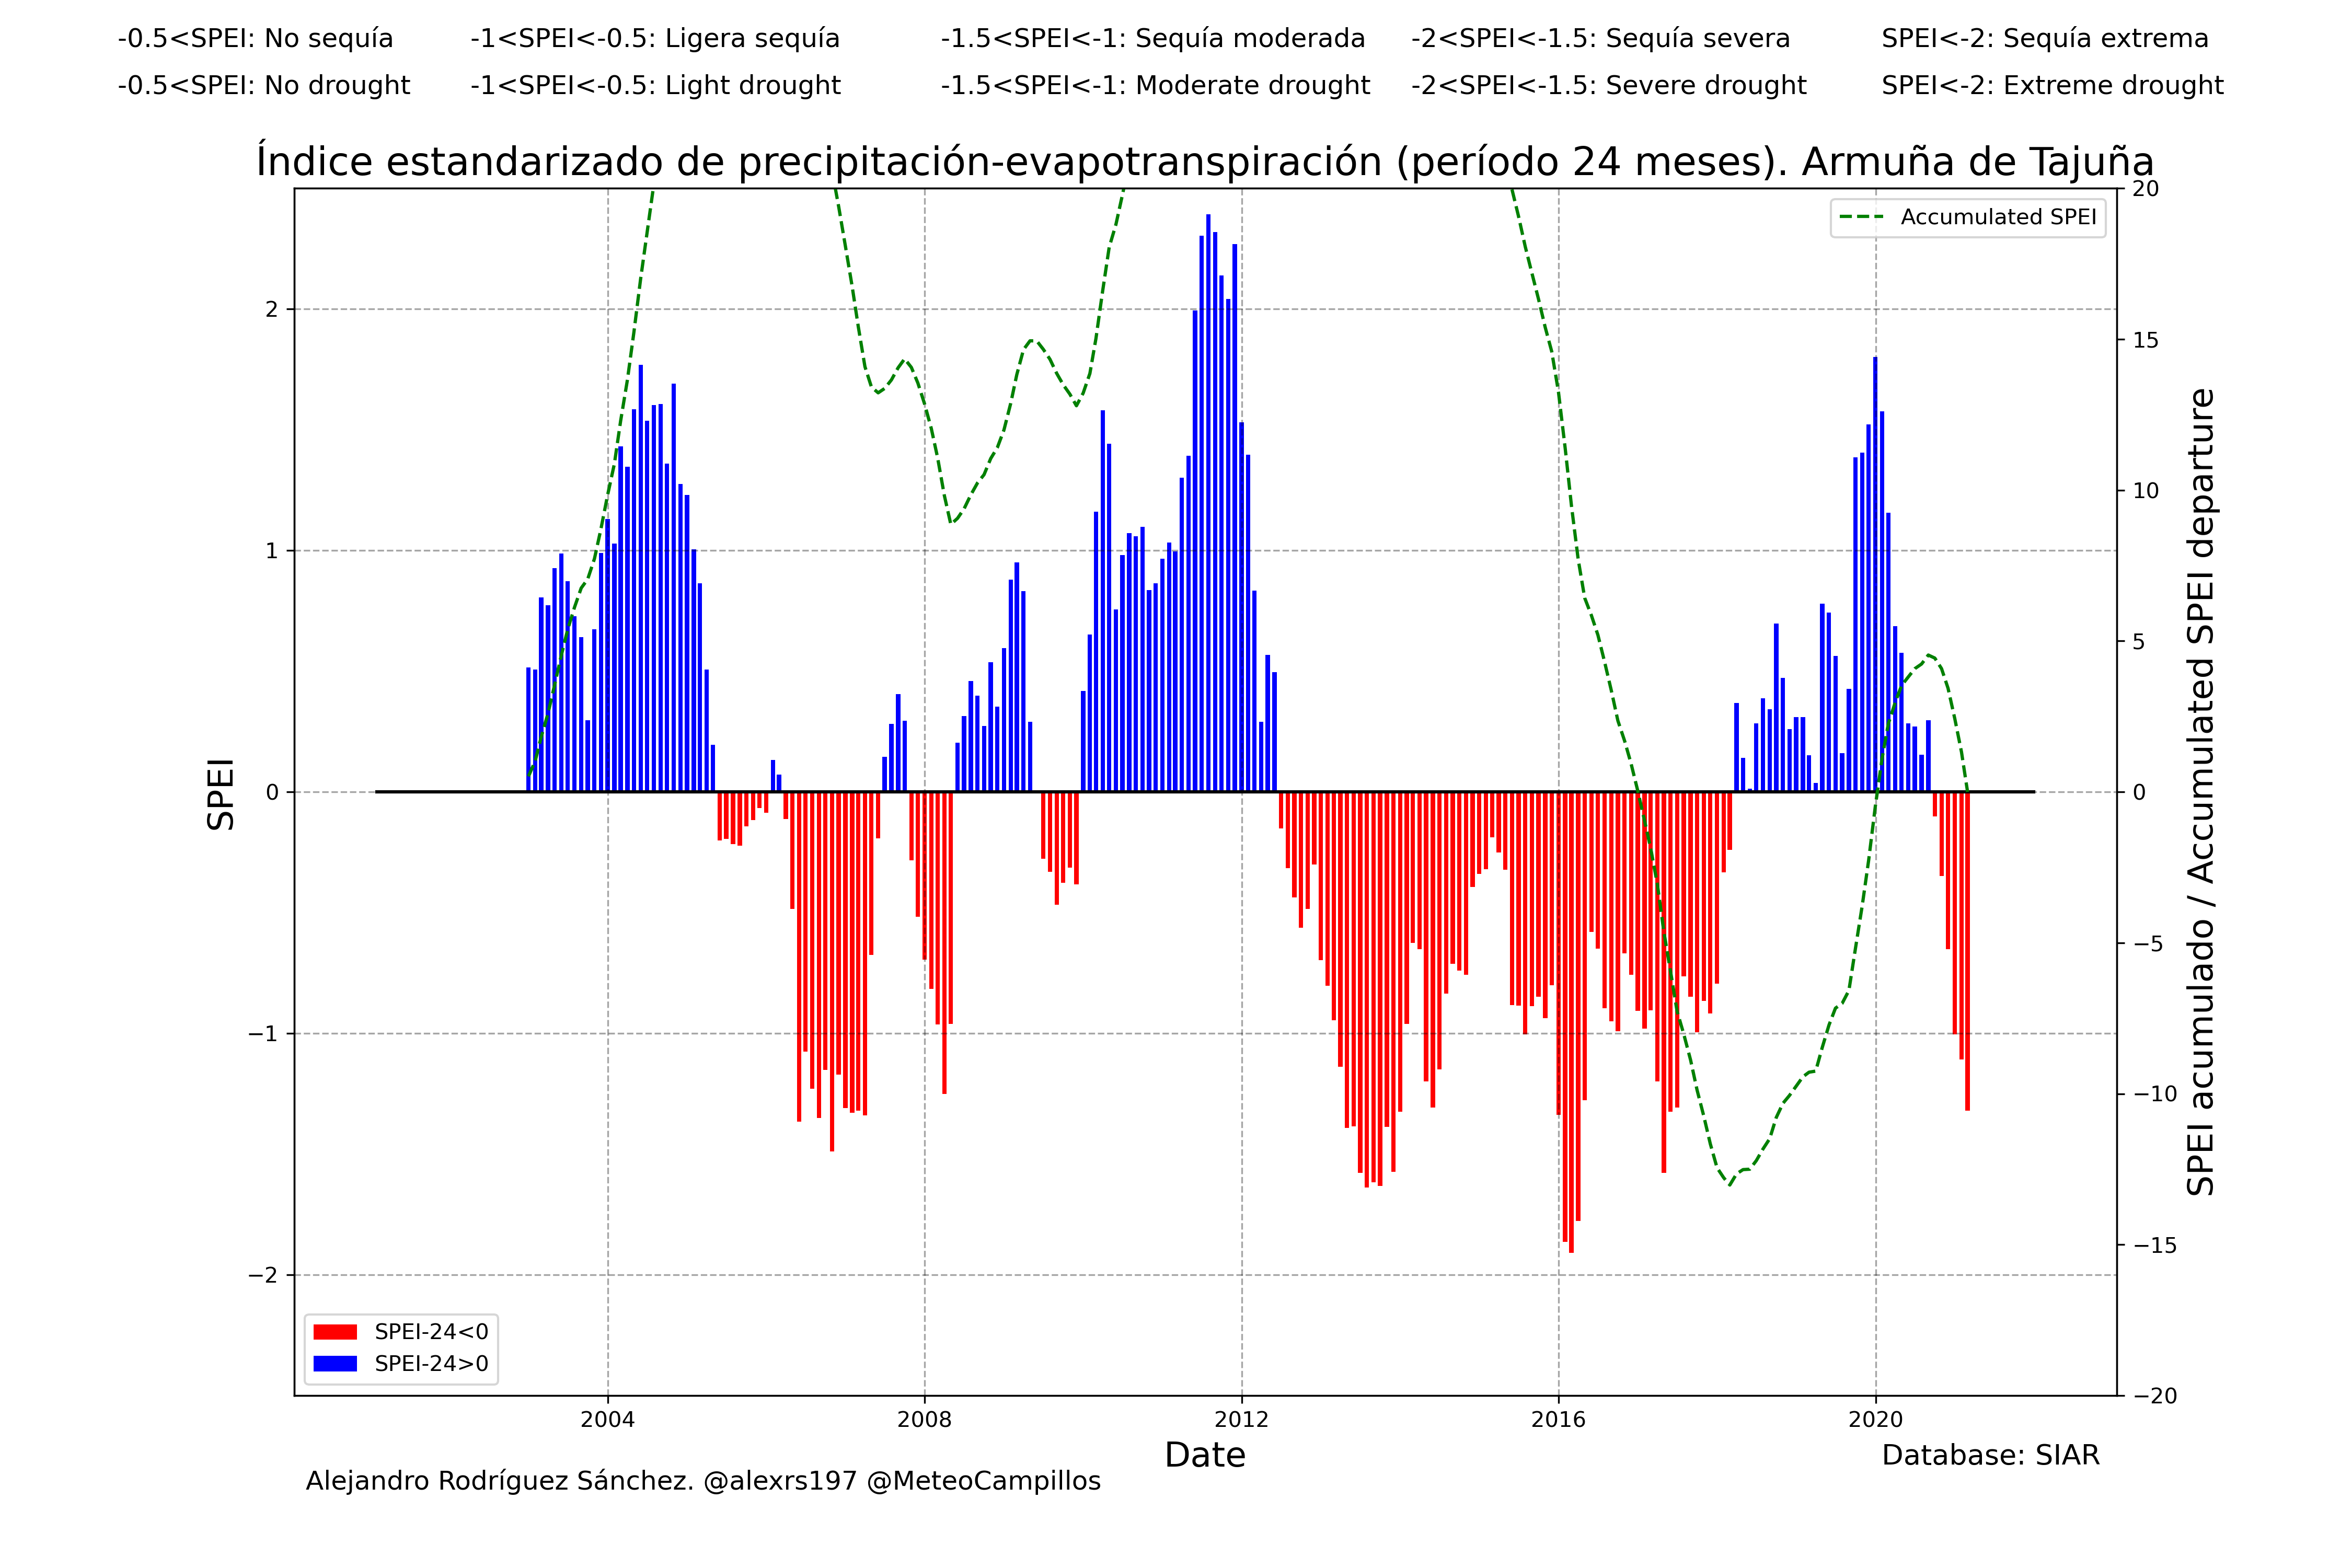 -0.5<SPEI: No sequía -1<SPEI<-0.5: Ligera sequía -1.5<SPEI<-1: Sequía moderada -2<SPEI<-1.5: Sequía severa SPEI<-2: Sequía extrema
-0.5<SPEI: No drought -1<SPEI<-0.5: Light drought -1.5<SPEI<-1: Moderate drought -2<SPEI<-1.5: Severe drought SPEI<-2: Extreme drought
Índice estandarizado de precipitación-evapotranspiración (período 24 meses). Armuña de Tajuña
Accumulated SPEI
SPEI
2
1
0
−1
−2
20
15
10
5
0
−5
−10
−15
−20
SPEI acumulado / Accumulated SPEI departure
SPEI-24<0
SPEI-24>0
2004 2008 2012 2016 2020
Date
Database: SIAR
Alejandro Rodríguez Sánchez. @alexrs197 @MeteoCampillos